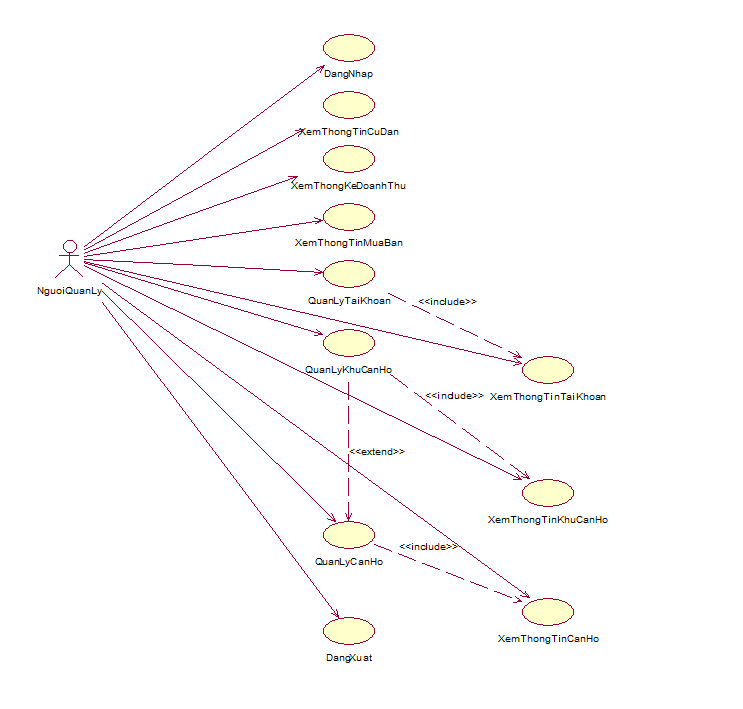 DangNhap
XemThongTinCuDan
XemThongKeDoanhThu
XemThongTinMuaBan
NguoiQuanLy
QuanLyTaiKhoan
<<include>>
QuanLyKhuCanHo
<<include>>
XemThongTinTaiKhoan
<<extend>>
XemThongTinKhuCanHo
<<include>>
QuanLyCanHo
XemThongTinCanHo
DangXuat